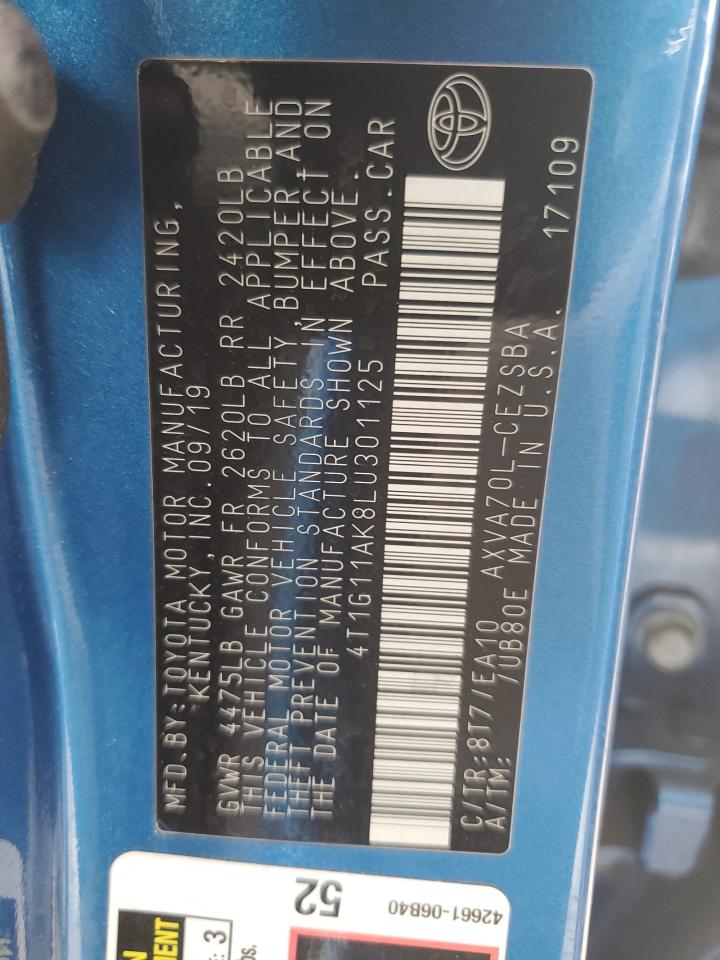 MFD.BY:TOYOTA MOTOR MANUFACTURING,
KENTUCKY, INC.09/19
GVWR 4475LB GAWR FR 2620LB RR 2420LB
THIS VEHICLE CONFORMS TO ALL APPLICABLE
FEDERAL MOTOR VEHICLE SAFETY, BUMPER AND
THEFT PREVENTION STANDARDS IN EFFECT ON
THE DATE OF MANUFACTURE SHOWN ABOVE.
4T1G11AK8LU301125 PASS.CAR
C/TR:8T7/EA10 AXVA70L-CEZSBA 17109
A/TM: /UB80E MADE IN U.S.A.
52
42661-06B40
: 3